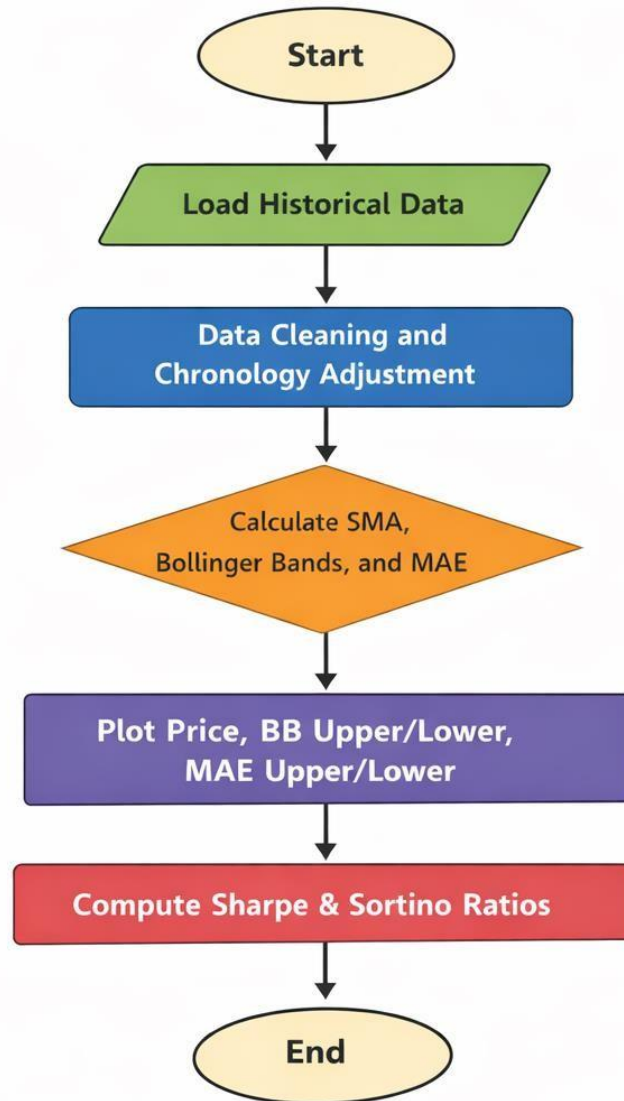 Start
Load Historical Data
Data Cleaning and
Chronology Adjustment
Calculate SMA,
Bollinger Bands, and MAE
Plot Price, BB Upper/Lower,
MAE Upper/Lower
Compute Sharpe & Sortino Ratios
End